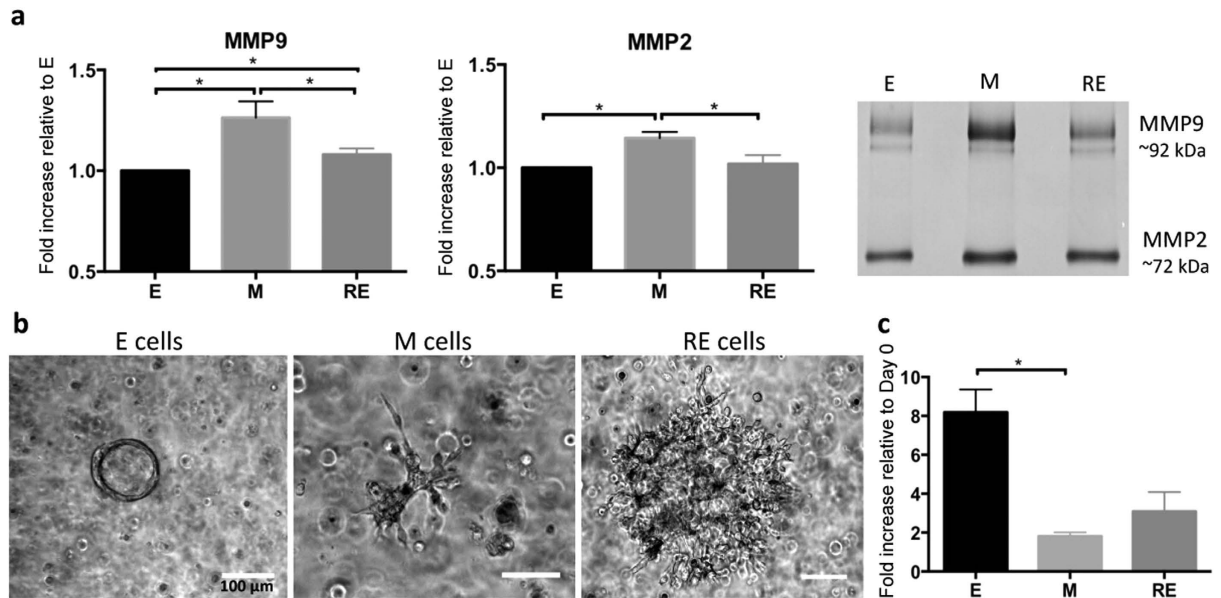 a
MMP9
Fold increase relative to E
1.5
1.0
0.5
*
*
*
E
M
RE
MMP2
Fold increase relative to E
1.5
1.0
0.5
*
*
E
M
RE
E
M
RE
MMP9
~92 kDa
MMP2
~72 kDa
b
E cells
M cells
RE cells
100 μm
c
Fold increase relative to Day 0
10
8
6
4
2
0
*
E
M
RE